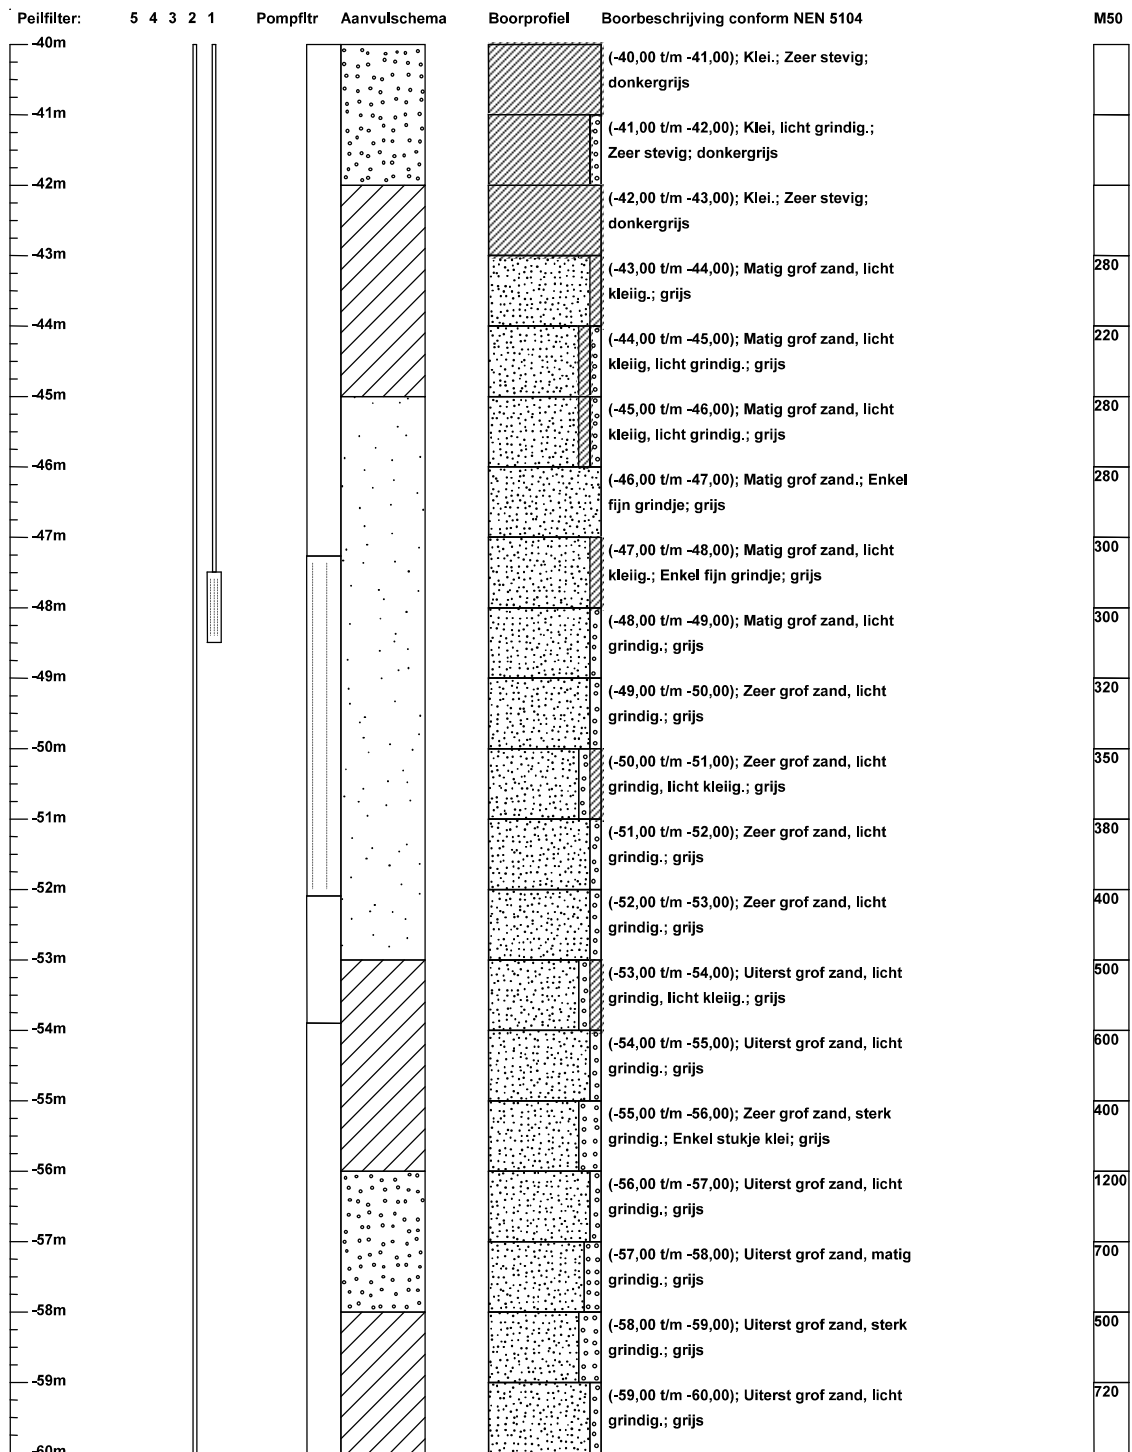 Peilfilter: 5 4 3 2 1 Pompfltr Aanvulschema Boorprofiel Boorbeschrijving conform NEN 5104 M50
-40m
(-40,00 t/m -41,00); Klei.; Zeer stevig;
donkergrijs
-41m
(-41,00 t/m -42,00); Klei, licht grindig.;
Zeer stevig; donkergrijs
-42m
(-42,00 t/m -43,00); Klei.; Zeer stevig;
donkergrijs
-43m
(-43,00 t/m -44,00); Matig grof zand, licht 280
kleiig.; grijs
-44m
(-44,00 t/m -45,00); Matig grof zand, licht 220
kleiig, licht grindig.; grijs
-45m
(-45,00 t/m -46,00); Matig grof zand, licht 280
kleiig, licht grindig.; grijs
-46m
(-46,00 t/m -47,00); Matig grof zand.; Enkel 280
fijn grindje; grijs
-47m
(-47,00 t/m -48,00); Matig grof zand, licht 300
kleiig.; Enkel fijn grindje; grijs
-48m
(-48,00 t/m -49,00); Matig grof zand, licht 300
grindig.; grijs
-49m
(-49,00 t/m -50,00); Zeer grof zand, licht 320
grindig.; grijs
-50m
(-50,00 t/m -51,00); Zeer grof zand, licht 350
grindig, licht kleiig.; grijs
-51m
(-51,00 t/m -52,00); Zeer grof zand, licht 380
grindig.; grijs
-52m
(-52,00 t/m -53,00); Zeer grof zand, licht 400
grindig.; grijs
-53m
(-53,00 t/m -54,00); Uiterst grof zand, licht 500
grindig, licht kleiig.; grijs
-54m
(-54,00 t/m -55,00); Uiterst grof zand, licht 600
grindig.; grijs
-55m
(-55,00 t/m -56,00); Zeer grof zand, sterk 400
grindig.; Enkel stukje klei; grijs
-56m
(-56,00 t/m -57,00); Uiterst grof zand, licht 1200
grindig.; grijs
-57m
(-57,00 t/m -58,00); Uiterst grof zand, matig 700
grindig.; grijs
-58m
(-58,00 t/m -59,00); Uiterst grof zand, sterk 500
grindig.; grijs
-59m
(-59,00 t/m -60,00); Uiterst grof zand, licht 720
grindig.; grijs
-60m